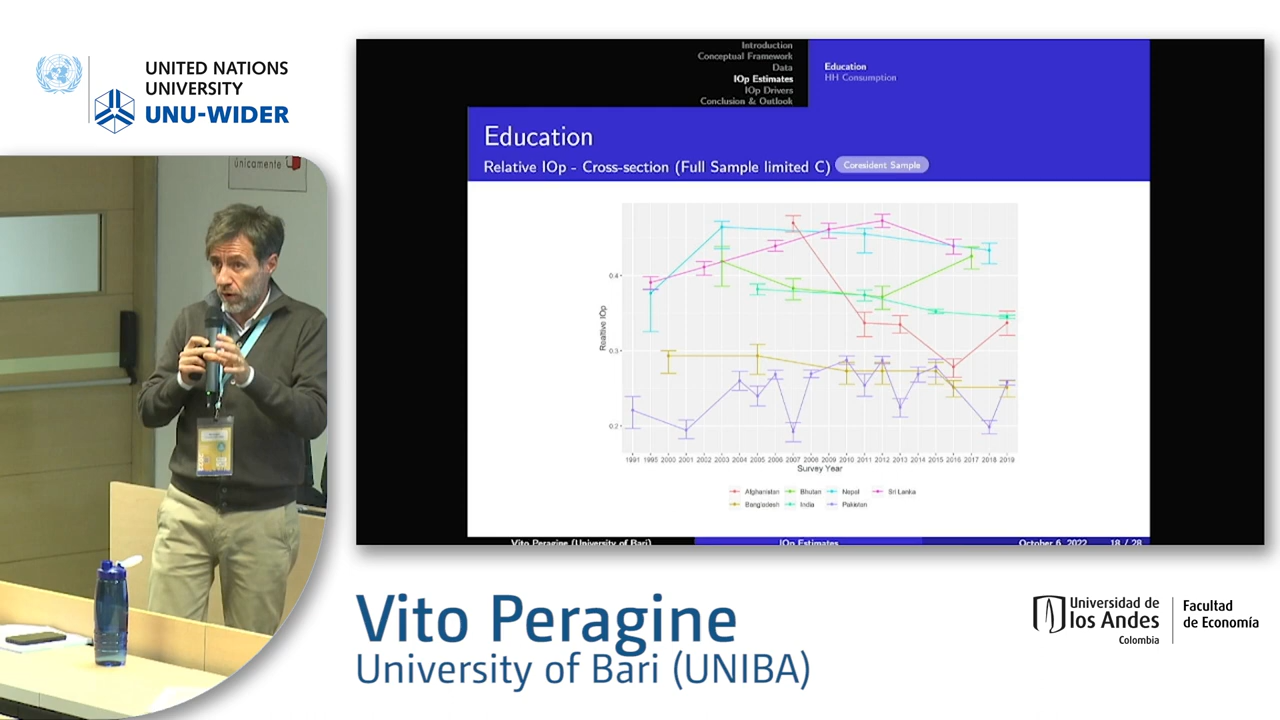 UNITED NATIONS
UNIVERSITY
UNU-WIDER
únicamente
Introduction
Conceptual Framework
Data
IOp Estimates
IOp Drivers
Conclusion & Outlook
Education
HH Consumption
Education
Relative IOp - Cross-section (Full Sample limited C)
Coresident Sample
Realtive IOp
0.4
0.3
0.2
1991 1995 2000 2001 2002 2003 2004 2005 2006 2007 2008 2009 2010 2011 2012 2013 2014 2015 2016 2017 2018 2019
Survey Year
Afghanistan Bhutan Nepal Sri Lanka
Bangladesh India Pakistan
Vito Peragine (University of Bari) IOp Estimates October 6, 2022 18 / 28
Vito Peragine
University of Bari (UNIBA)
Universidad de
los Andes
Colombia
Facultad
de Economía